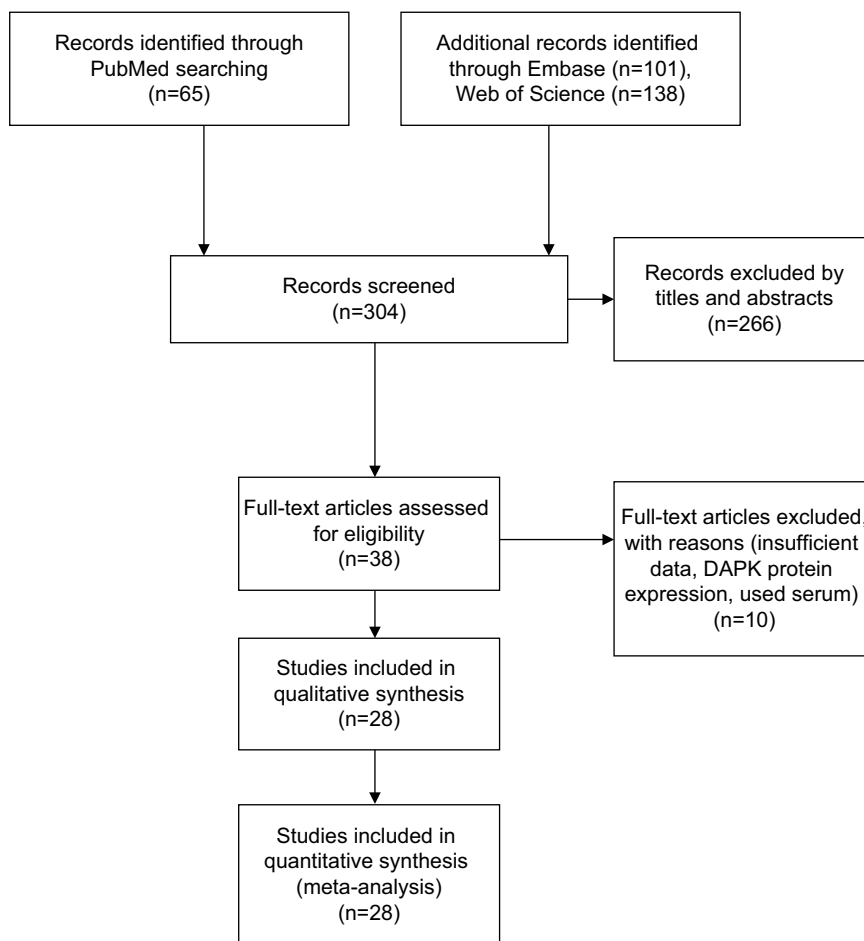 Records identified through
PubMed searching
(n=65)
Additional records identified
through Embase (n=101),
Web of Science (n=138)
Records screened
(n=304)
Records excluded by
titles and abstracts
(n=266)
Full-text articles assessed
for eligibility
(n=38)
Full-text articles excluded,
with reasons (insufficient
data, DAPK protein
expression, used serum)
(n=10)
Studies included in
qualitative synthesis
(n=28)
Studies included in
quantitative synthesis
(meta-analysis)
(n=28)